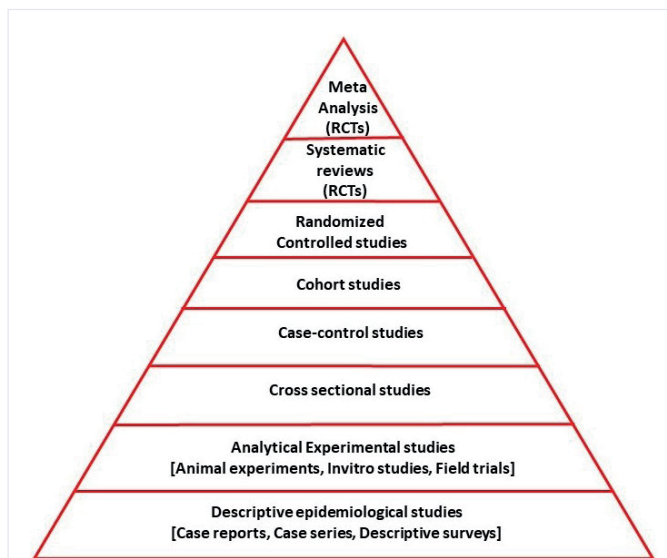 Meta
Analysis
(RCTs)
Systematic
reviews
(RCTs)
Randomized
Controlled studies
Cohort studies
Case-control studies
Cross sectional studies
Analytical Experimental studies
[Animal experiments, Invitro studies, Field trials]
Descriptive epidemiological studies
[Case reports, Case series, Descriptive surveys]